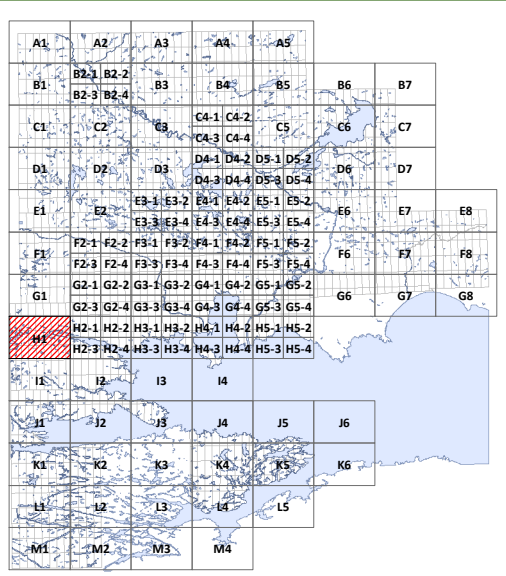 A1 A2 A3 A4 A5
B2-1 B2-2
B1 B3 B4 B5 B6 B7
B2-3 B2-4
C4-1 C4-2
C1 C2 C3 C5 C6 C7
C4-3 C4-4
D4-1 D4-2 D5-1 D5-2
D1 D2 D3 D6 D7
D4-3 D4-4 D5-3 D5-4
E3-1 E3-2 E4-1 E4-2 E5-1 E5-2
E1 E2 E6 E7 E8
E3-3 E3-4 E4-3 E4-4 E5-3 E5-4
F2-1 F2-2 F3-1 F3-2 F4-1 F4-2 F5-1 F5-2
F1 F6 F7 F8
F2-3 F2-4 F3-3 F3-4 F4-3 F4-4 F5-3 F5-4
G2-1 G2-2 G3-1 G3-2 G4-1 G4-2 G5-1 G5-2
G1 G6 G7 G8
G2-3 G2-4 G3-3 G3-4 G4-3 G4-4 G5-3 G5-4
H2-1 H2-2 H3-1 H3-2 H4-1 H4-2 H5-1 H5-2
H1
H2-3 H2-4 H3-3 H3-4 H4-3 H4-4 H5-3 H5-4
I1 I2 I3 I4
J1 J2 J3 J4 J5 J6
K1 K2 K3 K4 K5 K6
L1 L2 L3 L4 L5
M1 M2 M3 M4